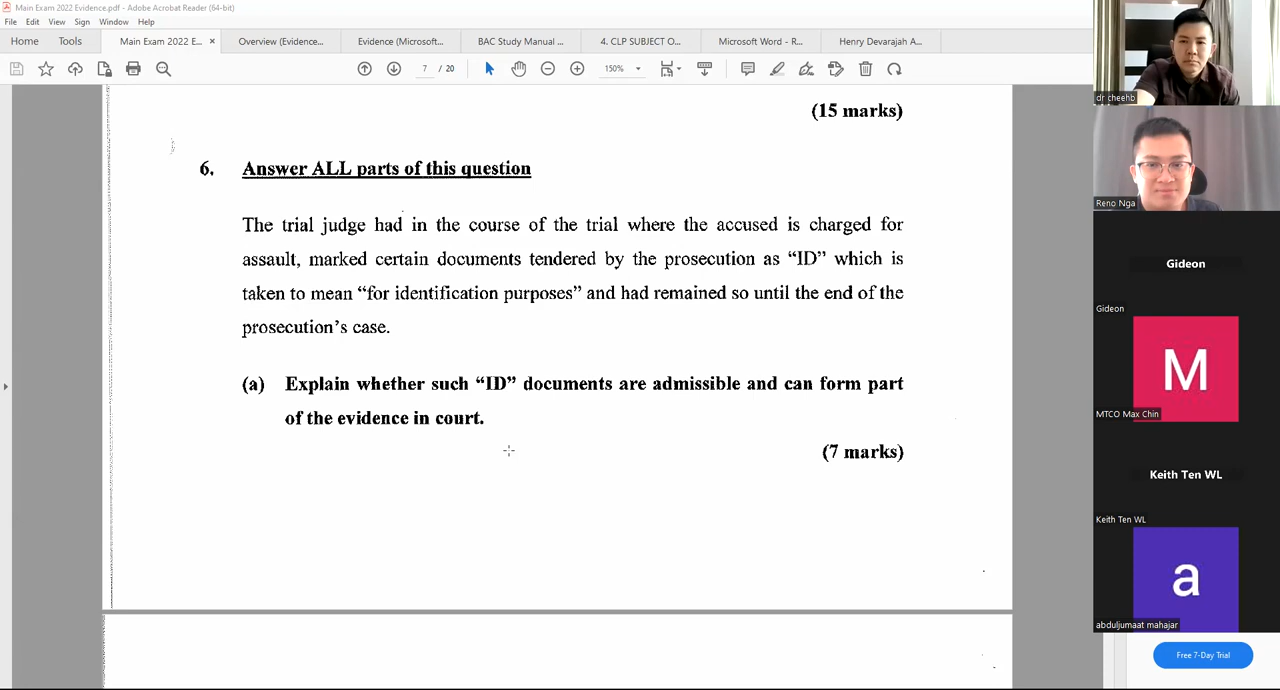 Main Exam 2022 Evidence.pdf - Adobe Acrobat Reader (64-bit)
File Edit View Sign Window Help
Home Tools Main Exam 2022 E... × Overview (Evidence... Evidence (Microsoft... LC Study Manual ... 4. CLP SUBJECT O... Microsoft Word - R... Henry Devarajah A...
7 / 20 150%
(15 marks)
6. Answer ALL parts of this question
The trial judge had in the course of the trial where the accused is charged for
assault, marked certain documents tendered by the prosecution as “ID” which is
taken to mean “for identification purposes” and had remained so until the end of the
prosecution’s case.
(a) Explain whether such “ID” documents are admissible and can form part
of the evidence in court.
(7 marks)
dr cheehb
Reno Nga
Gideon
Gideon
M
MTCO Max Chin
Keith Ten WL
Keith Ten WL
a
abduljumaat mahajar
Free 7-Day Trial